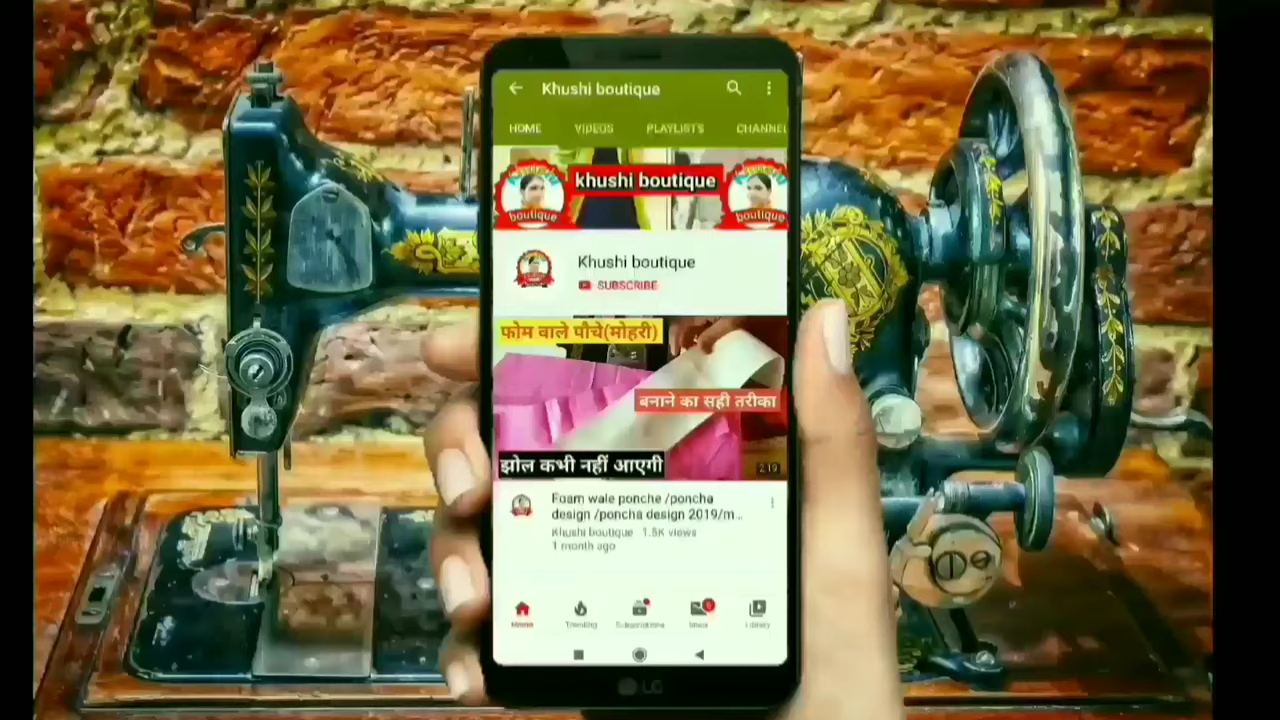 Khushi boutique
HOME VIDEOS PLAYLISTS CHANNEL
khushi boutique
boutique
boutique
Khushi boutique
SUBSCRIBE
फोम वाले पौचे(मोहरी)
बनाने का सही तरीका
झोल कभी नहीं आएगी
2:19
Foam wale ponche /poncha
design /poncha design 2019/m...
Khushi boutique 1.5K views
1 month ago
Home Trending Subscriptions Inbox Library
LG